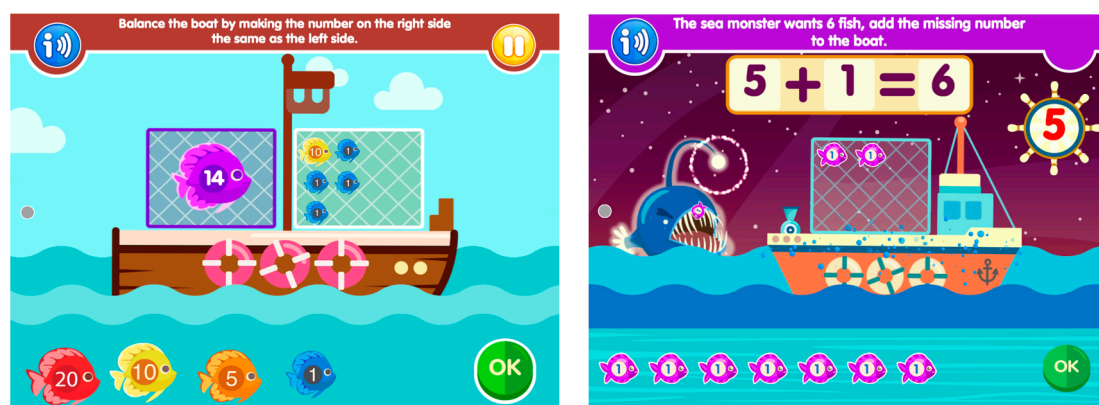 Balance the boat by making the number on the right side
the same as the left side.
14
10 1
1 1
1
20 10 5 1
OK
The sea monster wants 6 fish, add the missing number
to the boat.
5 + 1 = 6
5
1 1
1
1 1 1 1 1 1 1
OK